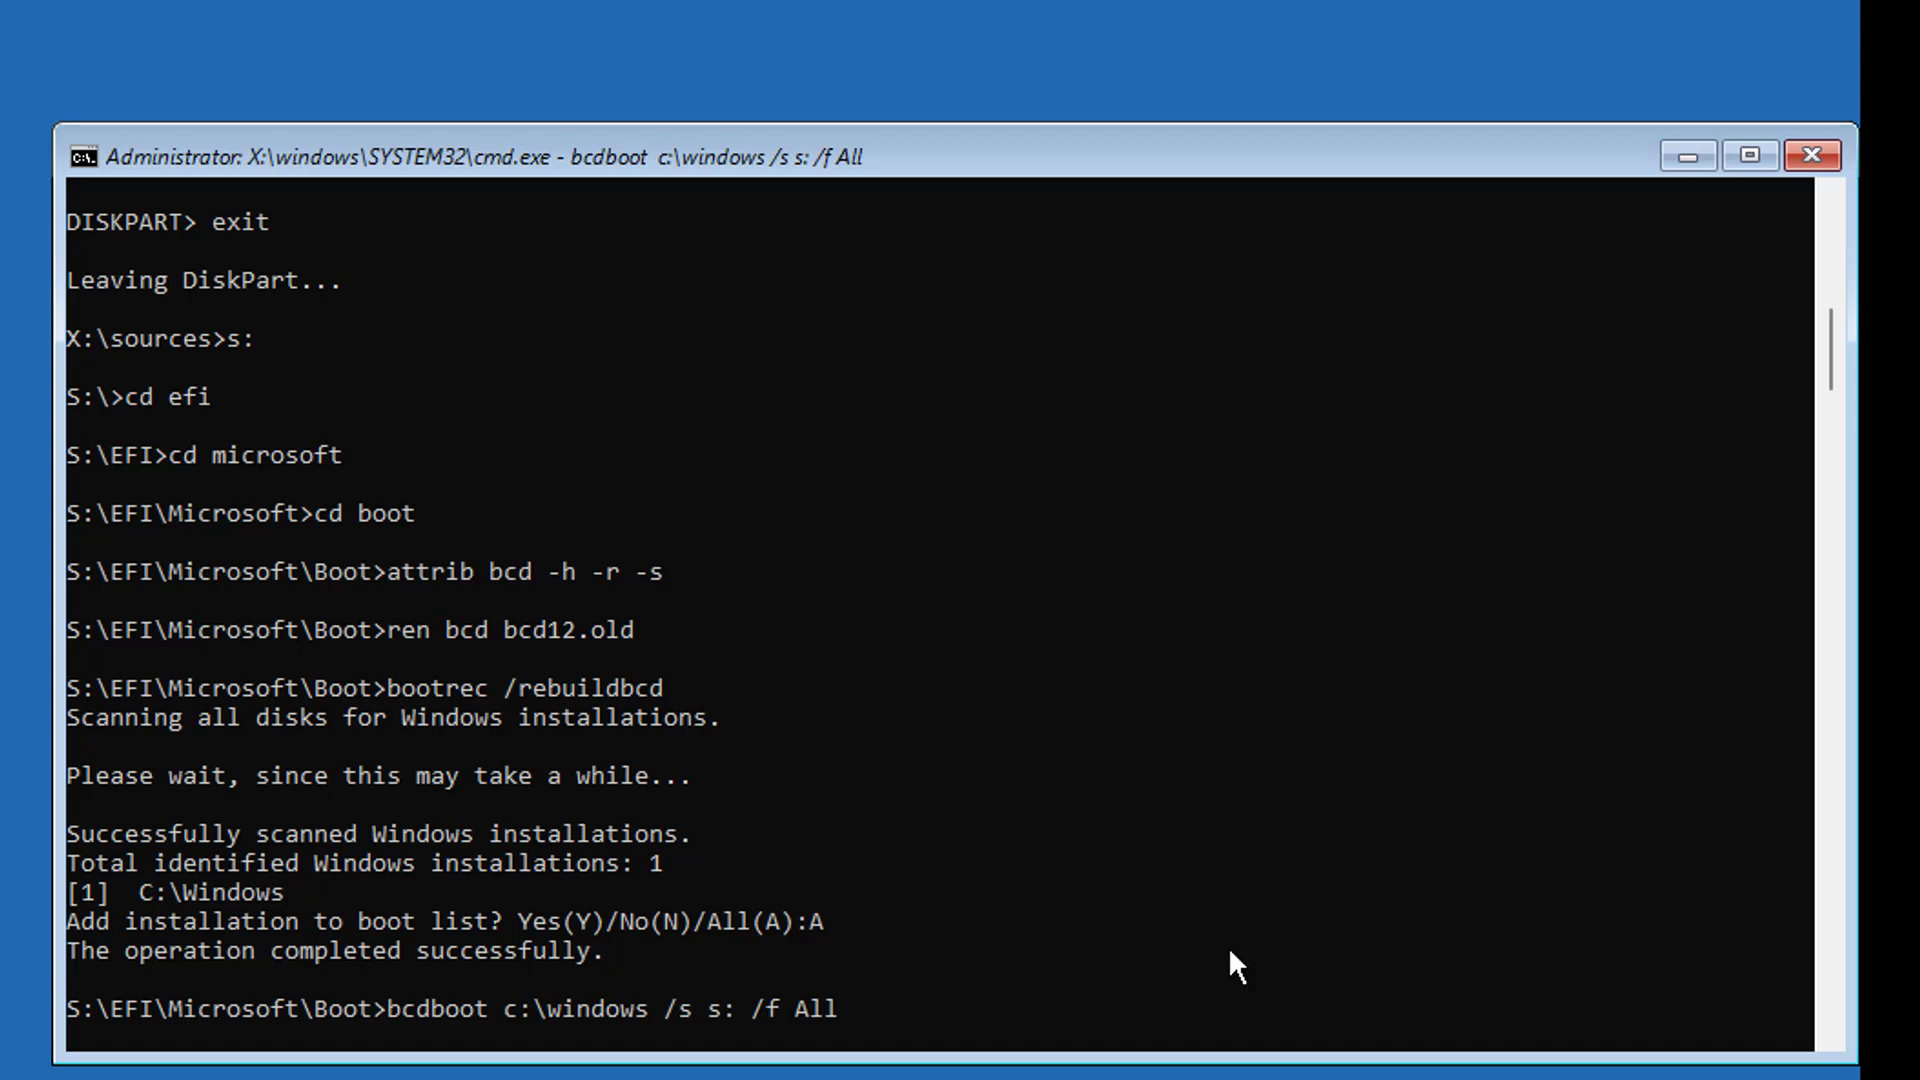 Administrator: X:\windows\SYSTEM32\cmd.exe - bcdboot  c:\windows /s s: /f All
DISKPART> exit
Leaving DiskPart...
X:\sources>s:
S:\>cd efi
S:\EFI>cd microsoft
S:\EFI\Microsoft>cd boot
S:\EFI\Microsoft\Boot>attrib bcd -h -r -s
S:\EFI\Microsoft\Boot>ren bcd bcd12.old
S:\EFI\Microsoft\Boot>bootrec /rebuildbcd
Scanning all disks for Windows installations.
Please wait, since this may take a while...
Successfully scanned Windows installations.
Total identified Windows installations: 1
[1]  C:\Windows
Add installation to boot list? Yes(Y)/No(N)/All(A):A
The operation completed successfully.
S:\EFI\Microsoft\Boot>bcdboot c:\windows /s s: /f All